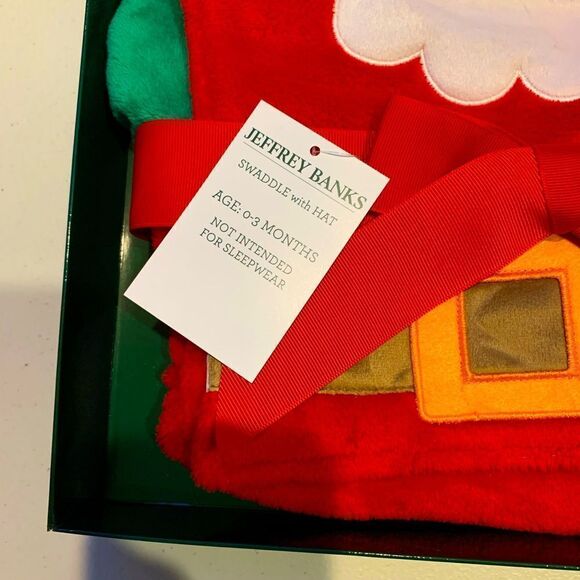 JEFFREY BANKS
SWADDLE with HAT
AGE: 0-3 MONTHS
NOT INTENDED
FOR SLEEPWEAR